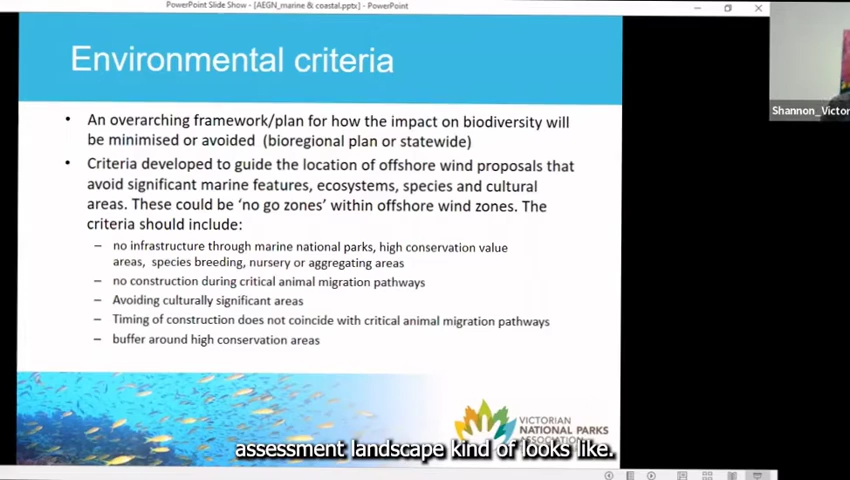 PowerPoint Slide Show - [AEGN_marine & coastal.ppts] - PowerPoint
Environmental criteria
Shannon_Victor
• An overarching framework/plan for how the impact on biodiversity will
be minimised or avoided (bioregional plan or statewide)
• Criteria developed to guide the location of offshore wind proposals that
avoid significant marine features, ecosystems, species and cultural
areas. These could be ‘no go zones’ within offshore wind zones. The
criteria should include:
– no infrastructure through marine national parks, high conservation value
areas, species breeding, nursery or aggregating areas
– no construction during critical animal migration pathways
– Avoiding culturally significant areas
– Timing of construction does not coincide with critical animal migration pathways
– buffer around high conservation areas
VICTORIAN
NATIONAL PARKS
ASSOCIATION
assessment landscape kind of looks like.